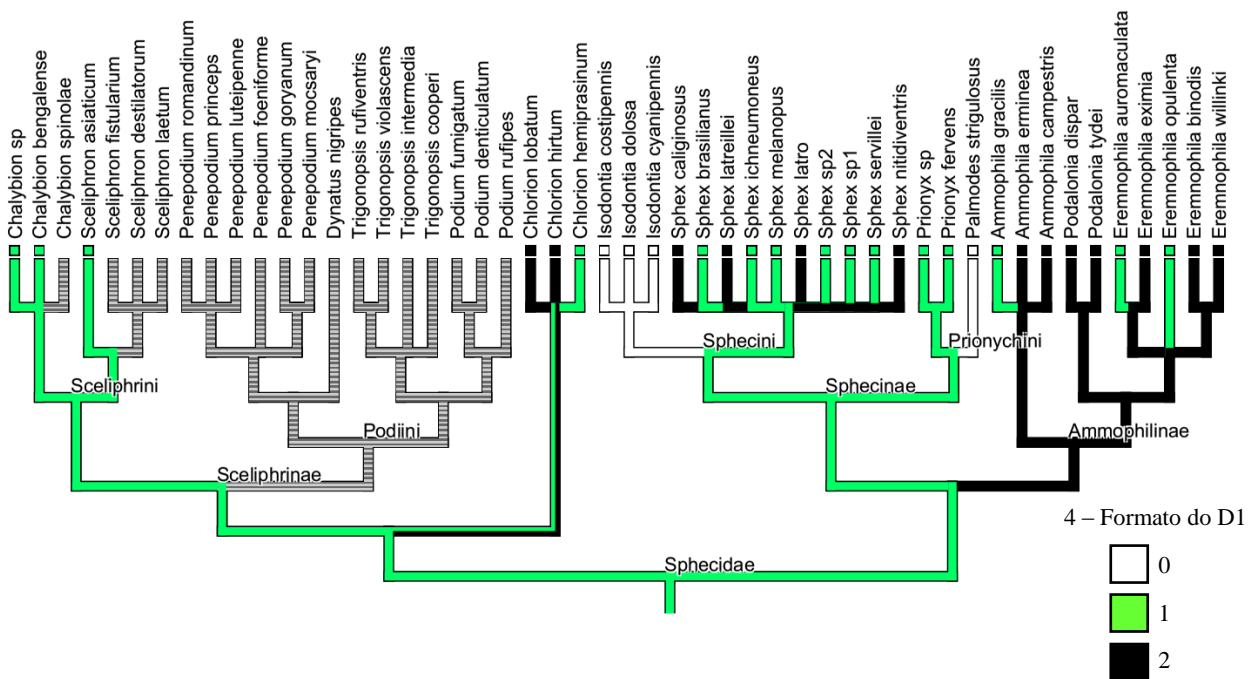 Chalybion sp
Chalybion bengalense
Chalybion spinolae
Sceliphron asiaticum
Sceliphron fistularium
Sceliphron destilatorum
Sceliphron laetum
Penepodium romandinum
Penepodium princeps
Penepodium luteipenne
Penepodium foeniforme
Penepodium goryanum
Penepodium mocsaryi
Dynatus nigripes
Trigonopsis rufiventris
Trigonopsis violascens
Trigonopsis intermedia
Trigonopsis cooperi
Podium fumigatum
Podium denticulatum
Podium rufipes
Chlorion lobatum
Chlorion hirtum
Chlorion hemiprasinum
Isodontia costipennis
Isodontia dolosa
Isodontia cyanipennis
Sphex caliginosus
Sphex brasilianus
Sphex latreillei
Sphex ichneumoneus
Sphex melanopus
Sphex latro
Sphex sp2
Sphex sp1
Sphex servillei
Sphex nitidiventris
Prionyx sp
Prionyx fervens
Palmodes strigulosus
Ammophila gracilis
Ammophila erminea
Ammophila campestris
Podalonia dispar
Podalonia tydei
Eremnophila auromaculata
Eremnophila eximia
Eremnophila opulenta
Eremnophila binodis
Eremnophila willinki
Sphecini
Prionychini
Sceliphrini
Sphecinae
Podiini
Ammophilinae
Sceliphrinae
Sphecidae
4 – Formato do D1
0
1
2